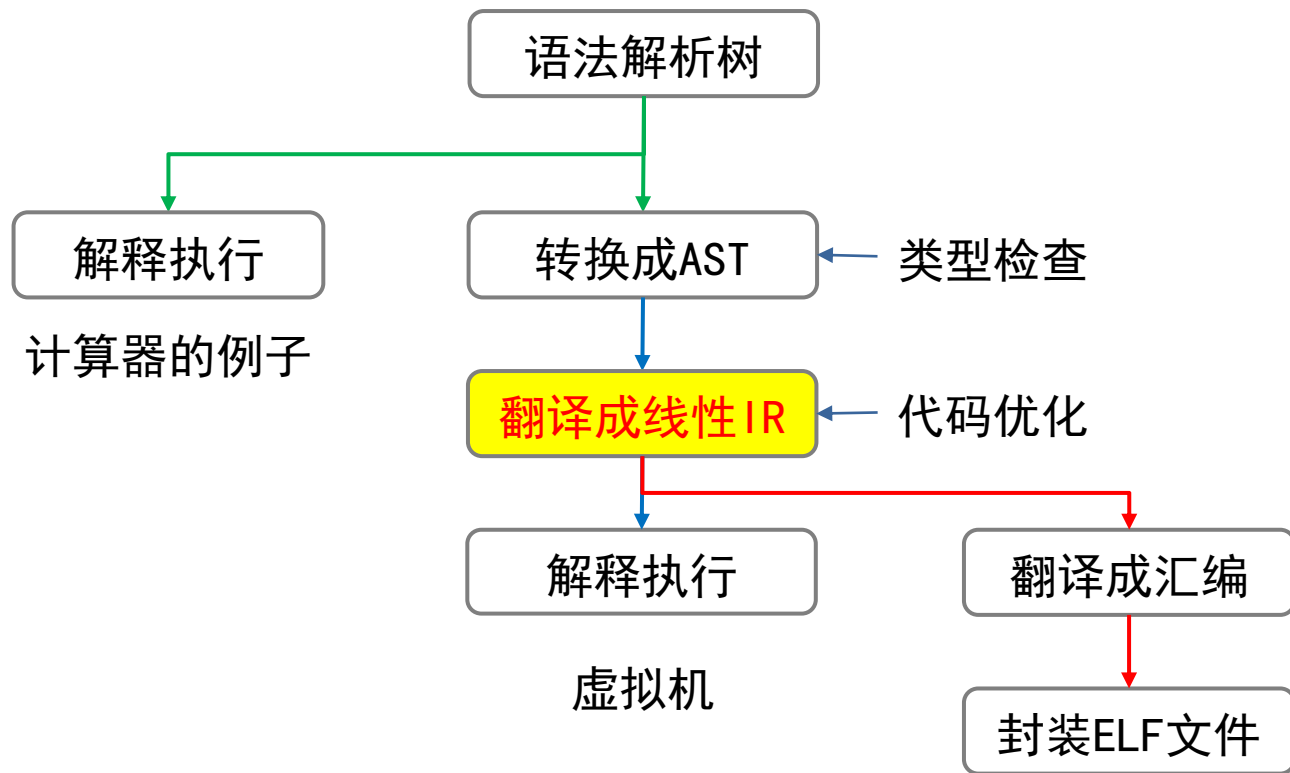 语法解析树
解释执行
转换成AST
类型检查
计算器的例子
翻译成线性IR
代码优化
解释执行
翻译成汇编
虚拟机
封装ELF文件